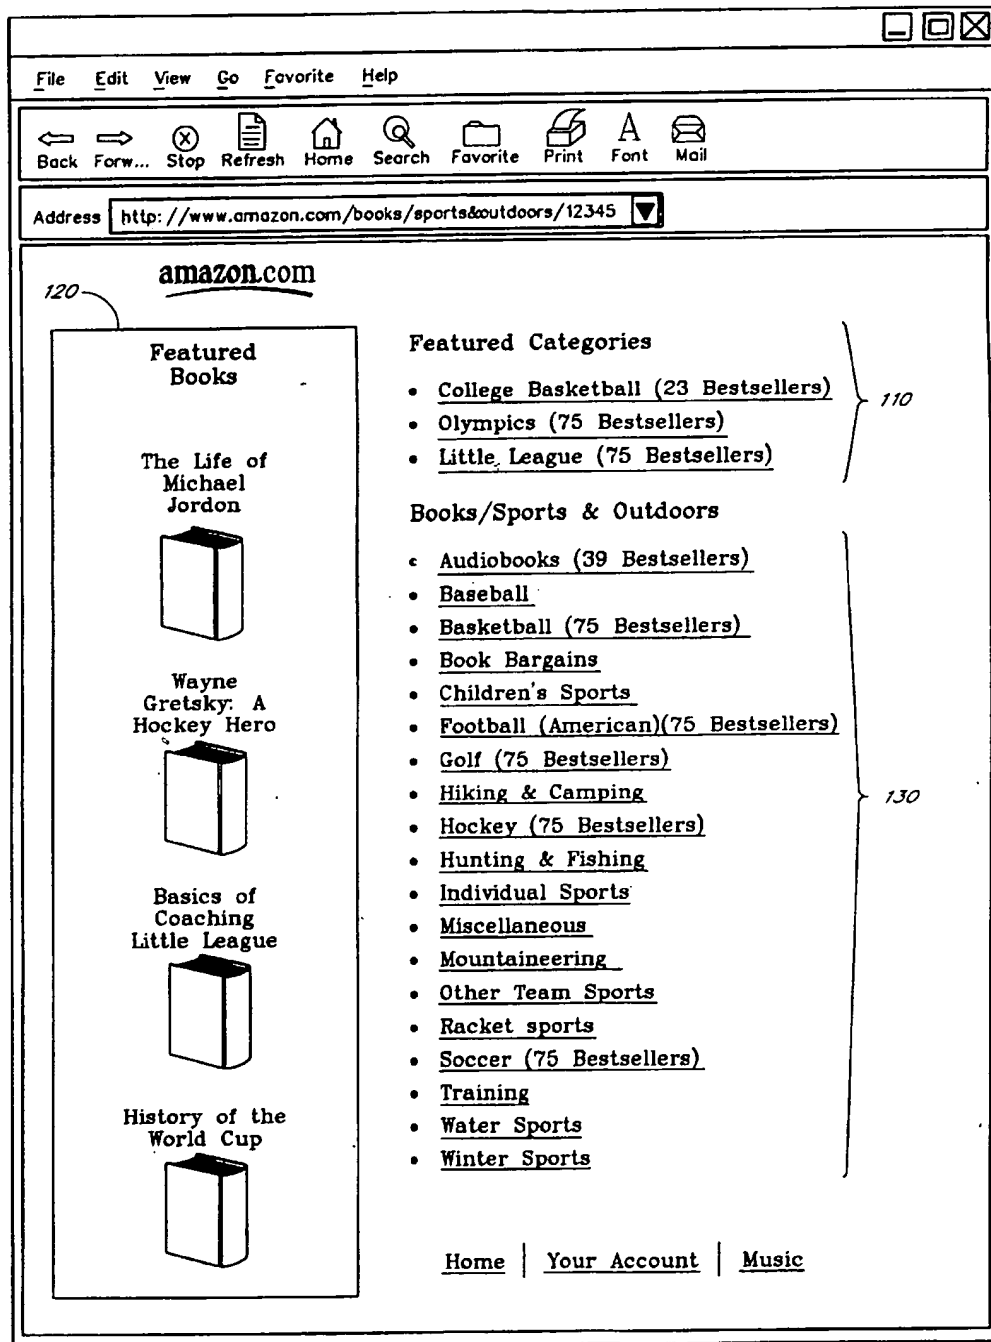 File Edit View Go Favorite Help
Back Forw... Stop Refresh Home Search Favorite Print Font Mail
Address http://www.amazon.com/books/sports&outdoors/12345
amazon.com
120
Featured
Books
The Life of
Michael
Jordon
Wayne
Gretsky: A
Hockey Hero
Basics of
Coaching
Little League
History of the
World Cup
Featured Categories
• College Basketball (23 Bestsellers)
• Olympics (75 Bestsellers)
• Little League (75 Bestsellers)
110
Books/Sports & Outdoors
• Audiobooks (39 Bestsellers)
• Baseball
• Basketball (75 Bestsellers)
• Book Bargains
• Children's Sports
• Football (American)(75 Bestsellers)
• Golf (75 Bestsellers)
• Hiking & Camping
• Hockey (75 Bestsellers)
• Hunting & Fishing
• Individual Sports
• Miscellaneous
• Mountaineering
• Other Team Sports
• Racket sports
• Soccer (75 Bestsellers)
• Training
• Water Sports
• Winter Sports
130
Home | Your Account | Music